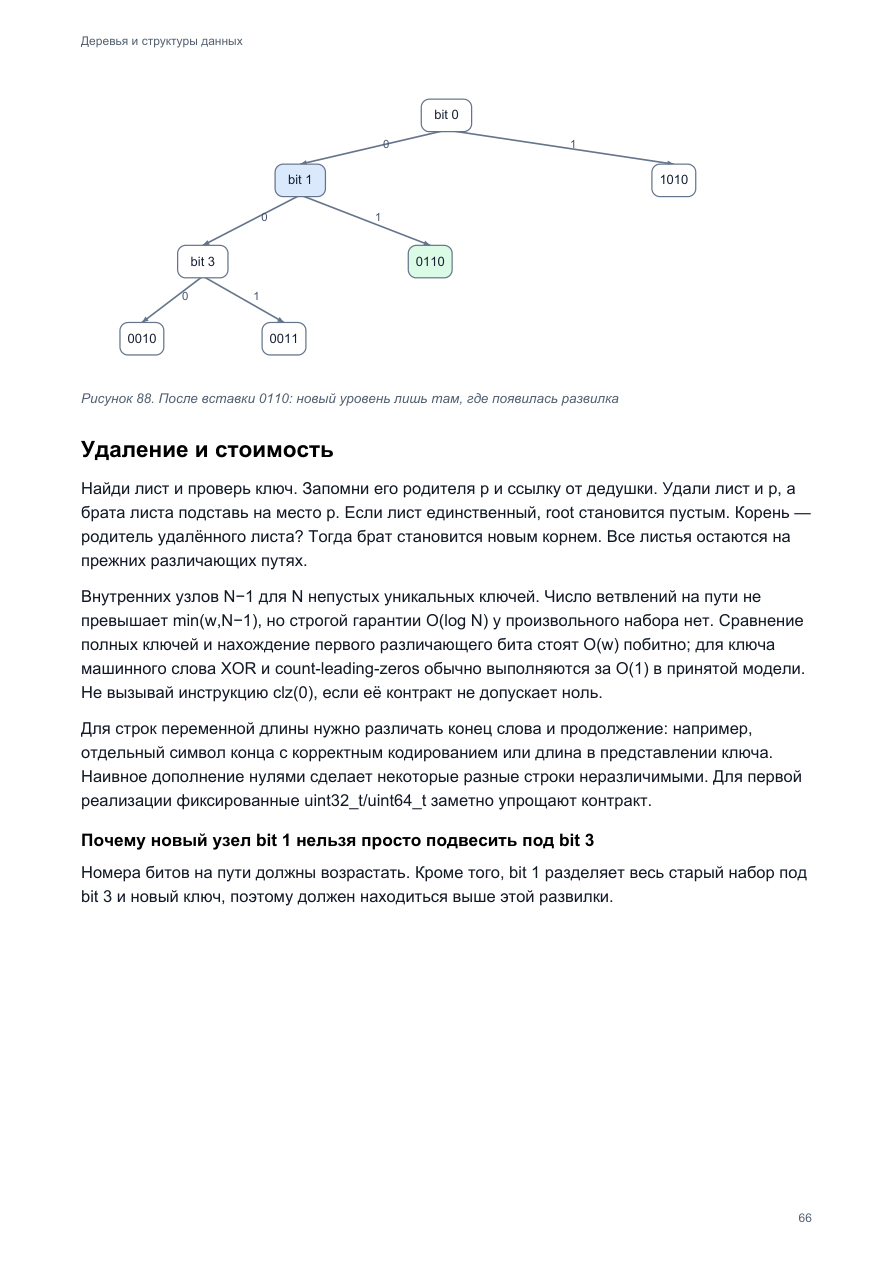 Деревья и структуры данных
bit 0
0
1
bit 1
1010
0
1
bit 3
0110
0
1
0010
0011
Рисунок 88. После вставки 0110: новый уровень лишь там, где появилась развилка
Удаление и стоимость
Найди лист и проверь ключ. Запомни его родителя p и ссылку от дедушки. Удали лист и p, а
брата листа подставь на место p. Если лист единственный, root становится пустым. Корень —
родитель удалённого листа? Тогда брат становится новым корнем. Все листья остаются на
прежних различающих путях.
Внутренних узлов N−1 для N непустых уникальных ключей. Число ветвлений на пути не
превышает min(w,N−1), но строгой гарантии O(log N) у произвольного набора нет. Сравнение
полных ключей и нахождение первого различающего бита стоят O(w) побитно; для ключа
машинного слова XOR и count-leading-zeros обычно выполняются за O(1) в принятой модели.
Не вызывай инструкцию clz(0), если её контракт не допускает ноль.
Для строк переменной длины нужно различать конец слова и продолжение: например,
отдельный символ конца с корректным кодированием или длина в представлении ключа.
Наивное дополнение нулями сделает некоторые разные строки неразличимыми. Для первой
реализации фиксированные uint32_t/uint64_t заметно упрощают контракт.
Почему новый узел bit 1 нельзя просто подвесить под bit 3
Номера битов на пути должны возрастать. Кроме того, bit 1 разделяет весь старый набор под
bit 3 и новый ключ, поэтому должен находиться выше этой развилки.
66